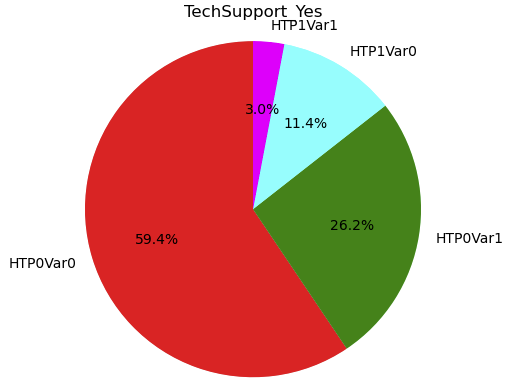 TechSupport_Yes
HTP1Var1
HTP1Var0
3.0%
11.4%
26.2%
HTP0Var1
59.4%
HTP0Var0